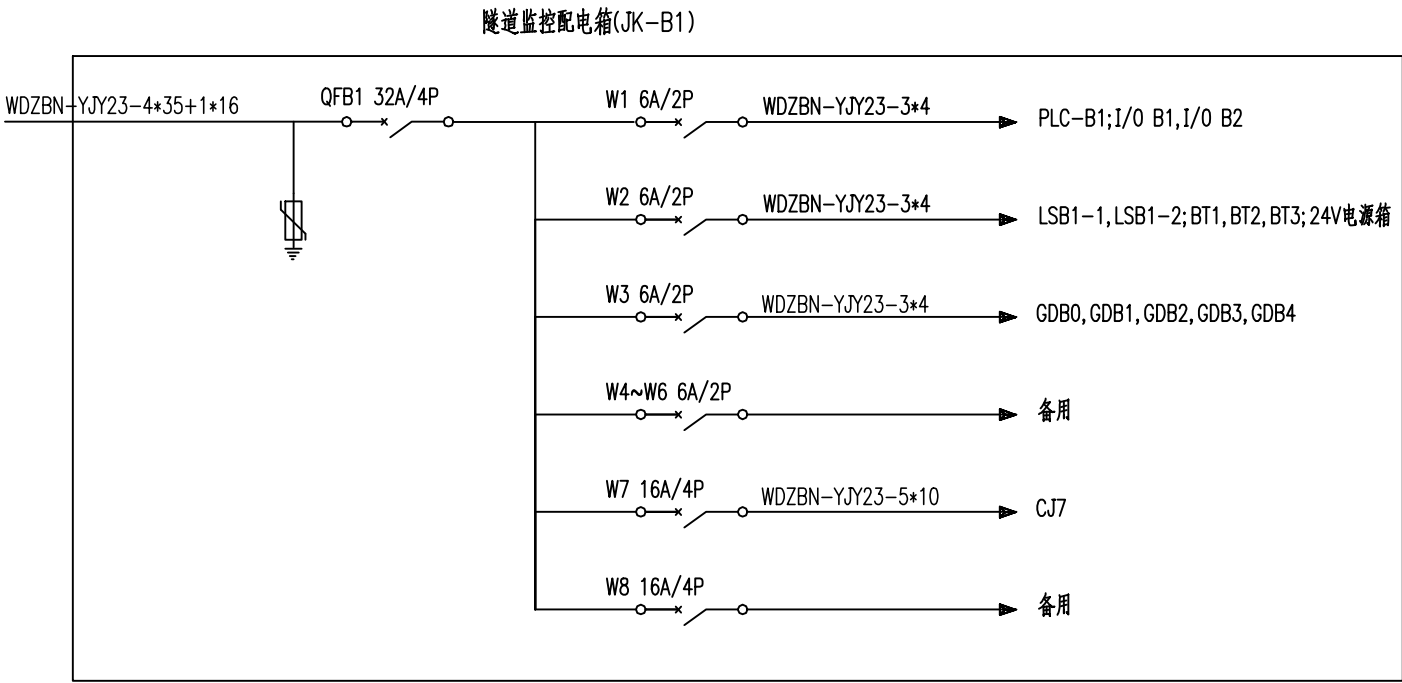 隧道监控配电箱(JK-B1)
WDZBN-YJY23-4*35+1*16
QFB1 32A/4P
W1 6A/2P
WDZBN-YJY23-3*4
PLC-B1;I/O B1,I/O B2
W2 6A/2P
WDZBN-YJY23-3*4
LSB1-1,LSB1-2;BT1,BT2,BT3;24V电源箱
W3 6A/2P
WDZBN-YJY23-3*4
GDB0,GDB1,GDB2,GDB3,GDB4
W4~W6 6A/2P
备用
W7 16A/4P
WDZBN-YJY23-5*10
CJ7
W8 16A/4P
备用